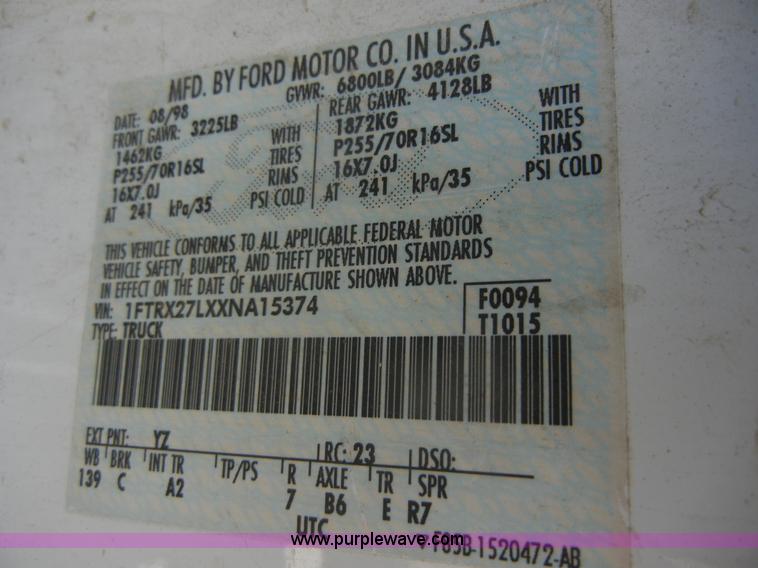 MFD. BY FORD MOTOR CO. IN U.S.A.
DATE: 08/98 GVWR: 6800LB/ 3084KG
FRONT GAWR: 3225LB REAR GAWR: 4128LB
1462KG WITH 1872KG WITH
P255/70R16SL TIRES P255/70R16SL TIRES
16X7.0J RIMS 16X7.0J RIMS
AT 241 kPa/35 PSI COLD AT 241 kPa/35 PSI COLD
THIS VEHICLE CONFORMS TO ALL APPLICABLE FEDERAL MOTOR
VEHICLE SAFETY, BUMPER, AND THEFT PREVENTION STANDARDS
IN EFFECT ON THE DATE OF MANUFACTURE SHOWN ABOVE.
VIN: 1FTRX27LXXNA15374 F0094
TYPE: TRUCK T1015
EXT PNT: YZ RC: 23 DSO:
WB BRK INT TR TP/PS R AXLE TR SPR
139 C A2 7 B6 E R7
UTC
www.purplewave.com